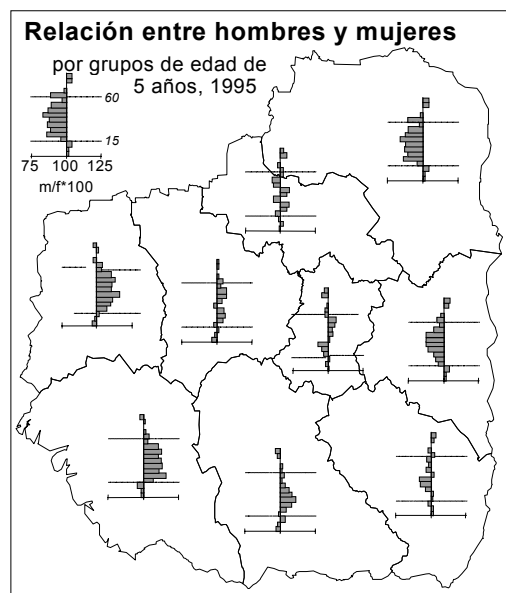 Relación entre hombres y mujeres
por grupos de edad de
5 años, 1995
60
15
75 100 125
m/f*100